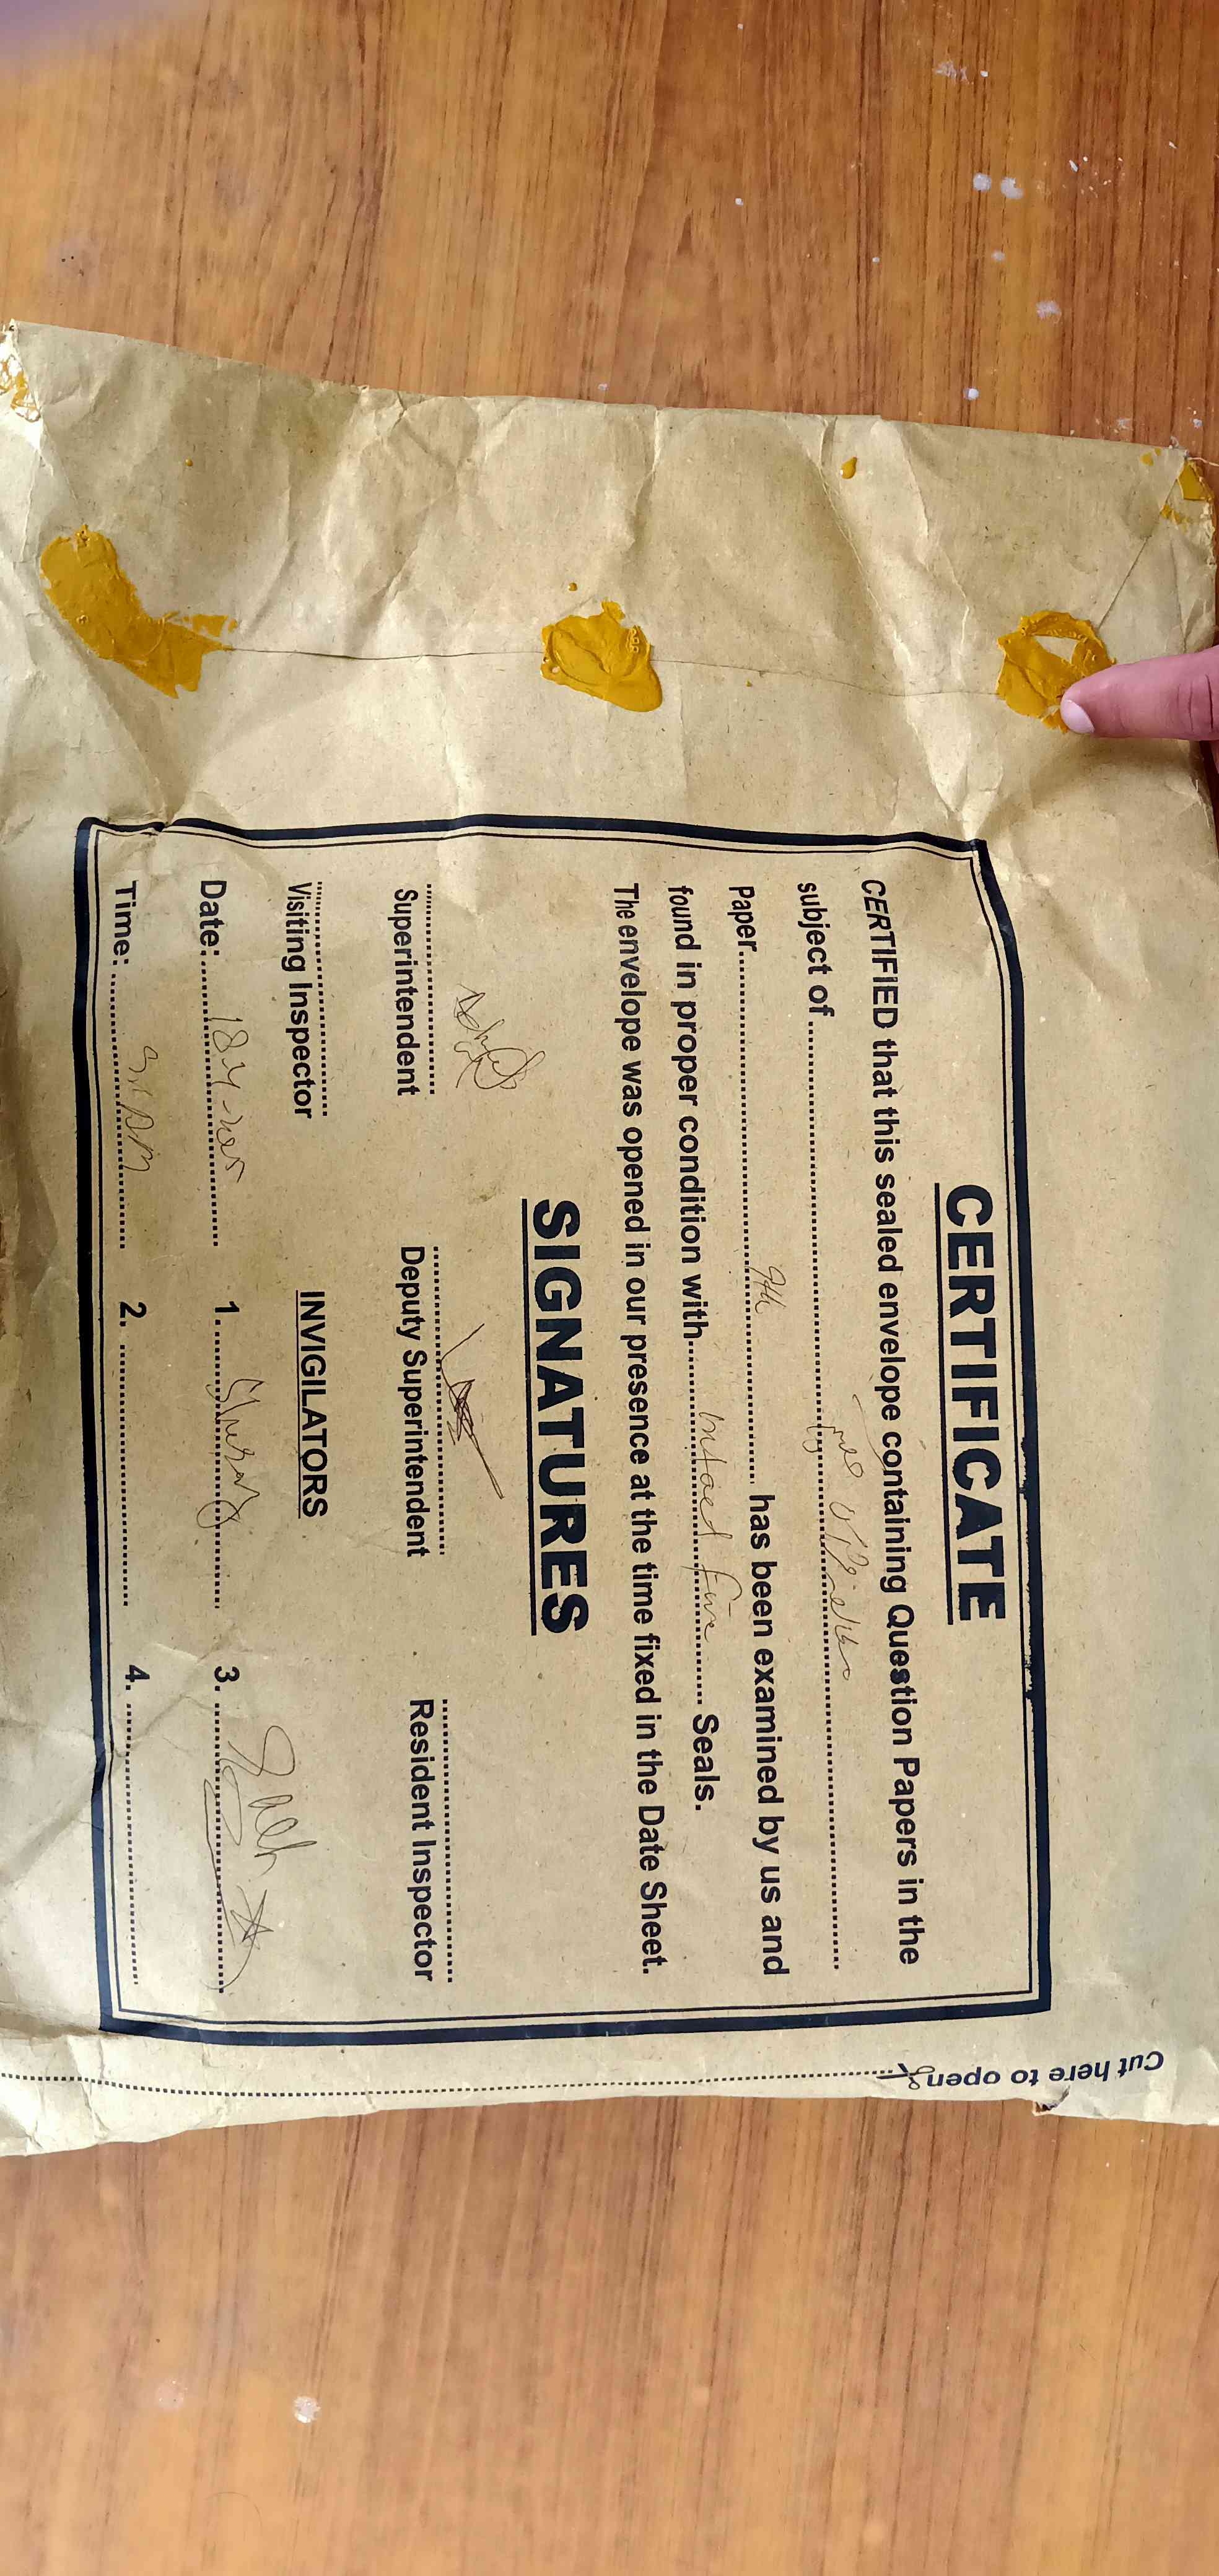 CERTIFICATE
CERTIFIED that this sealed envelope containing Question Papers in the
subject of ..........
Paper.......... 9th .......... has been examined by us and
found in proper condition with.......... Seals.
The envelope was opened in our presence at the time fixed in the Date Sheet.
SIGNATURES
Superintendent Deputy Superintendent Resident Inspector
Visiting Inspector INVIGILATORS
Date: .......... 1. .......... 3. ..........
Time: .......... AM 2. .......... 4. ..........
Cut here to open